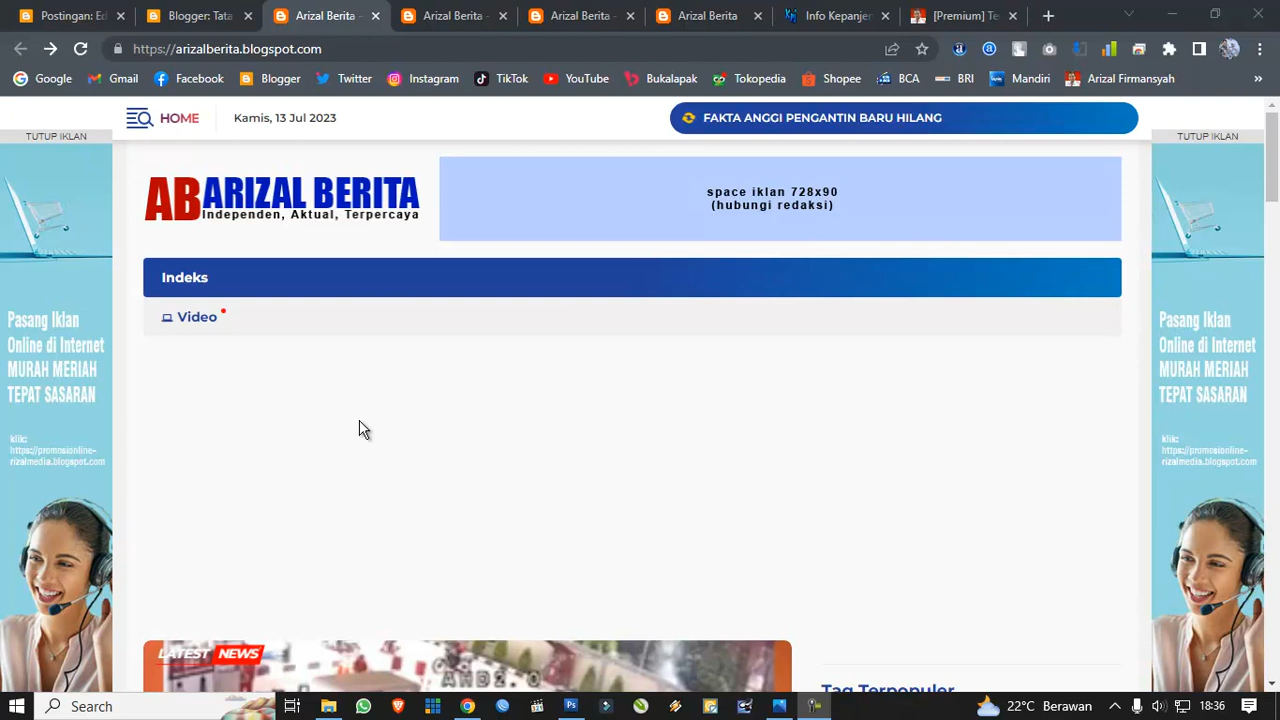 Postingan: Ed
Blogger: Tata
Arizal Berita -
Arizal Berita -
Arizal Berita -
Arizal Berita
Info Kepanjer
[Premium] Te
https://arizalberita.blogspot.com
Google
Gmail
Facebook
Blogger
Twitter
Instagram
TikTok
YouTube
Bukalapak
Tokopedia
Shopee
BCA
BRI
Mandiri
Arizal Firmansyah
»
HOME
Kamis, 13 Jul 2023
FAKTA ANGGI PENGANTIN BARU HILANG
TUTUP IKLAN
TUTUP IKLAN
AB ARIZAL BERITA
Independen, Aktual, Terpercaya
space iklan 728x90
(hubungi redaksi)
Indeks
Video
Pasang Iklan
Online di Internet
MURAH MERIAH
TEPAT SASARAN
klik:
https://promosionline-
rizalmedia.blogspot.com
Pasang Iklan
Online di Internet
MURAH MERIAH
TEPAT SASARAN
klik:
https://promosionline-
rizalmedia.blogspot.com
LATEST NEWS
AHD2.0
Tag Terpopuler
Search
22°C Berawan
18:36